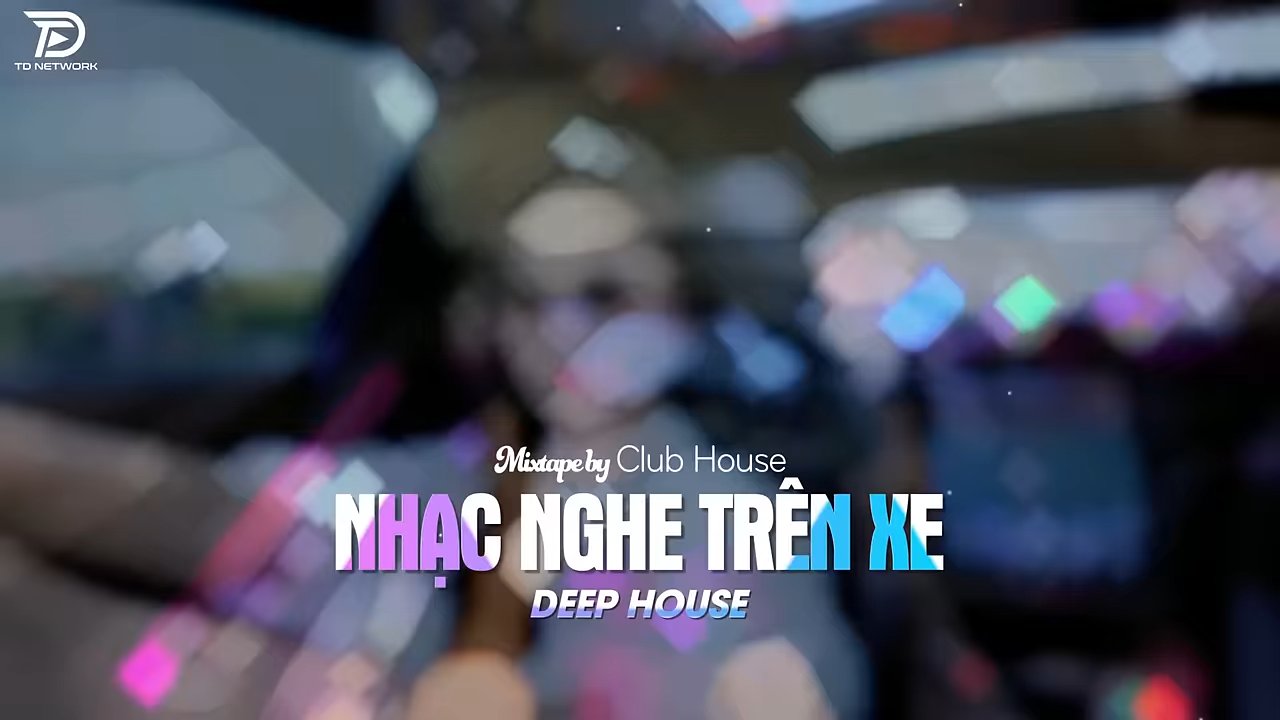 TD NETWORK
Mixtape by Club House
NHẠC NGHE TRÊN XE
DEEP HOUSE